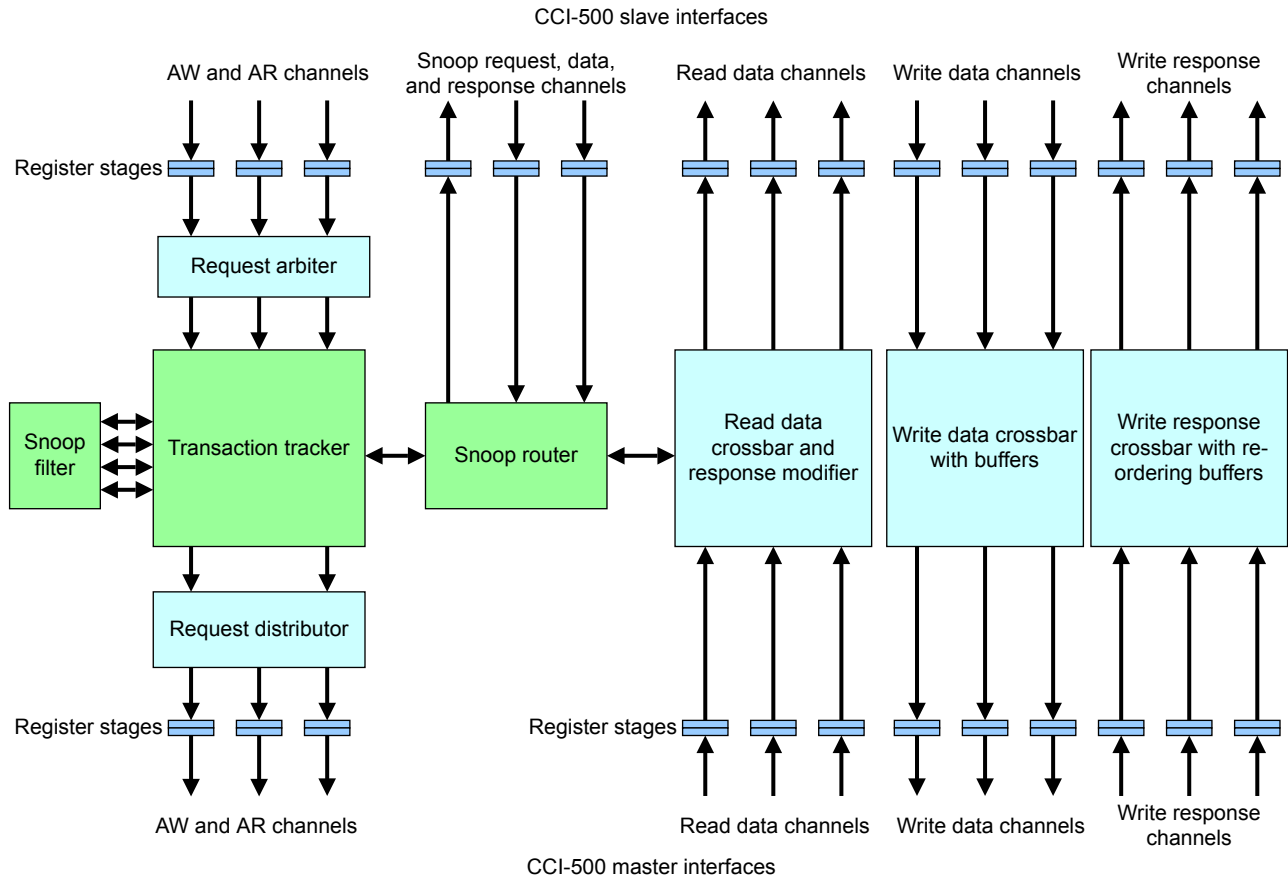 CCI-500 slave interfaces
AW and AR channels
Snoop request, data,
and response channels
Read data channels
Write data channels
Write response
channels
Register stages
Request arbiter
Snoop
filter
Transaction tracker
Snoop router
Read data
crossbar and
response modifier
Write data crossbar
with buffers
Write response
crossbar with re-
ordering buffers
Request distributor
Register stages
Register stages
AW and AR channels
Read data channels
Write data channels
Write response
channels
CCI-500 master interfaces